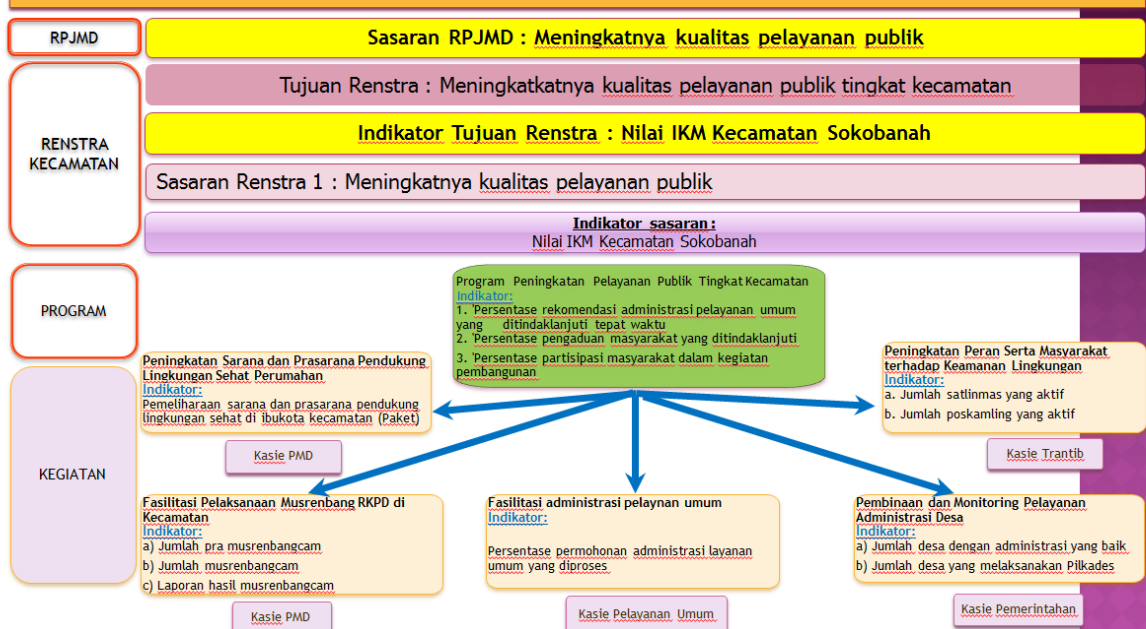 RPJMD
Sasaran RPJMD : Meningkatnya kualitas pelayanan publik
RENSTRA
KECAMATAN
Tujuan Renstra : Meningkatkatnya kualitas pelayanan publik tingkat kecamatan
Indikator Tujuan Renstra : Nilai IKM Kecamatan Sokobanah
Sasaran Renstra 1 : Meningkatnya kualitas pelayanan publik
Indikator sasaran:
Nilai IKM Kecamatan Sokobanah
PROGRAM
Program Peningkatan Pelayanan Publik Tingkat Kecamatan
Indikator:
1. 'Persentase rekomendasi administrasi pelayanan umum
yang ditindaklanjuti tepat waktu
2. 'Persentase pengaduan masyarakat yang ditindaklanjuti
3. 'Persentase partisipasi masyarakat dalam kegiatan
pembangunan
KEGIATAN
Peningkatan Sarana dan Prasarana Pendukung
Lingkungan Sehat Perumahan
Indikator:
Pemeliharaan sarana dan prasarana pendukung
lingkungan sehat di ibukota kecamatan (Paket)
Kasie PMD
Peningkatan Peran Serta Masyarakat
terhadap Keamanan Lingkungan
Indikator:
a. Jumlah satlinmas yang aktif
b. Jumlah poskamling yang aktif
Kasie Trantib
Fasilitasi Pelaksanaan Musrenbang RKPD di
Kecamatan
Indikator:
a) Jumlah pra musrenbangcam
b) Jumlah musrenbangcam
c) Laporan hasil musrenbangcam
Kasie PMD
Fasilitasi administrasi pelaynan umum
Indikator:
Persentase permohonan administrasi layanan
umum yang diproses
Kasie Pelayanan Umum
Pembinaan dan Monitoring Pelayanan
Administrasi Desa
Indikator:
a) Jumlah desa dengan administrasi yang baik
b) Jumlah desa yang melaksanakan Pilkades
Kasie Pemerintahan